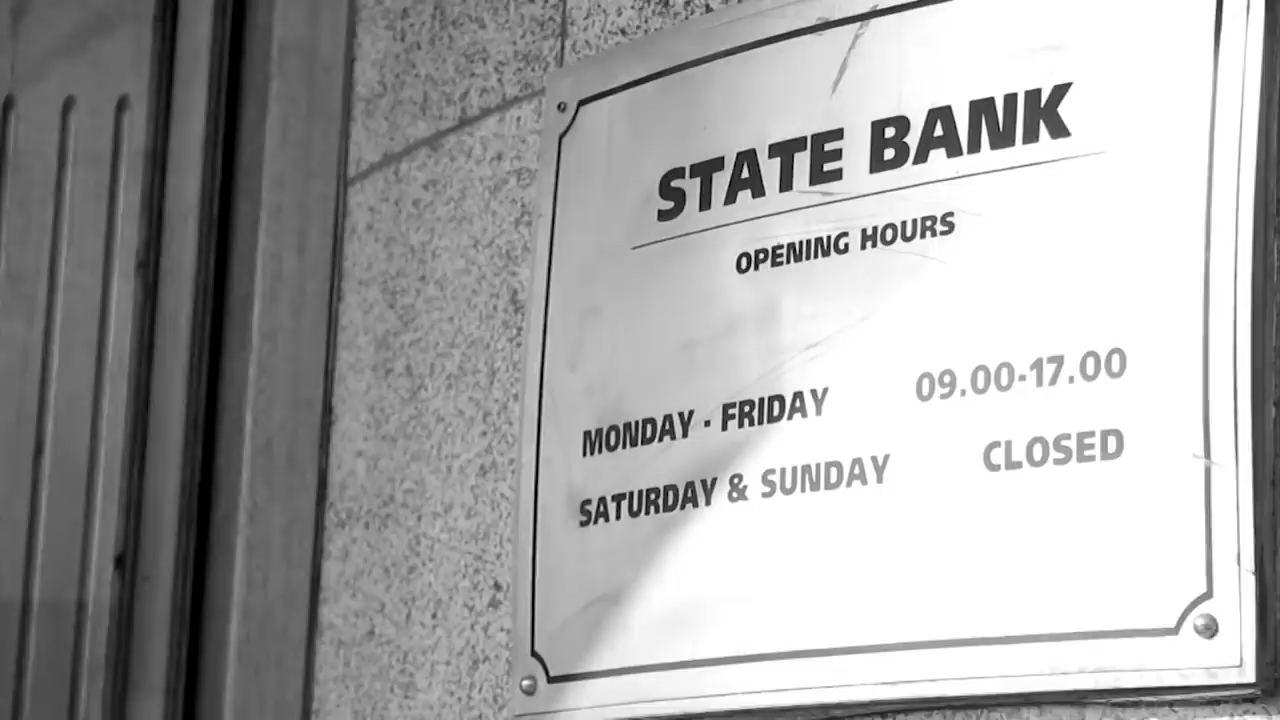 STATE BANK
OPENING HOURS
MONDAY - FRIDAY 09.00-17.00
SATURDAY & SUNDAY CLOSED